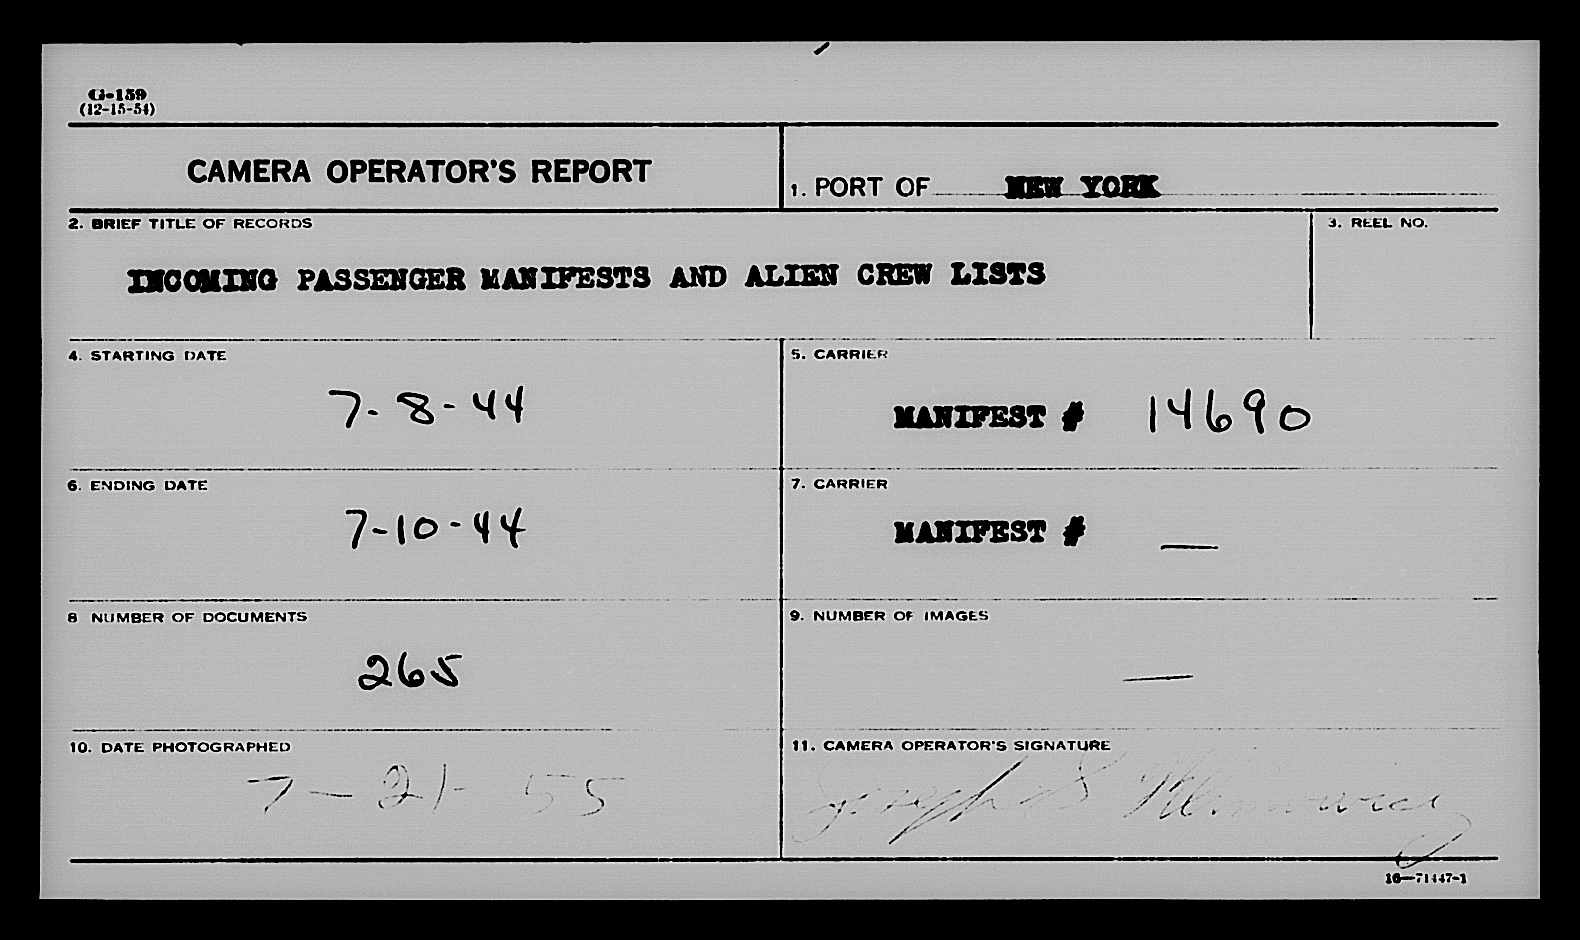 G-159
(12-15-54)
CAMERA OPERATOR'S REPORT
1. PORT OF NEW YORK
2. BRIEF TITLE OF RECORDS
3. REEL NO.
INCOMING PASSENGER MANIFESTS AND ALIEN CREW LISTS
4. STARTING DATE
5. CARRIER
7-8-44
MANIFEST # 14690
6. ENDING DATE
7. CARRIER
7-10-44
MANIFEST # —
8 NUMBER OF DOCUMENTS
9. NUMBER OF IMAGES
265
—
10. DATE PHOTOGRAPHED
11. CAMERA OPERATOR'S SIGNATURE
7-21-55
Joseph S
16—71447-1